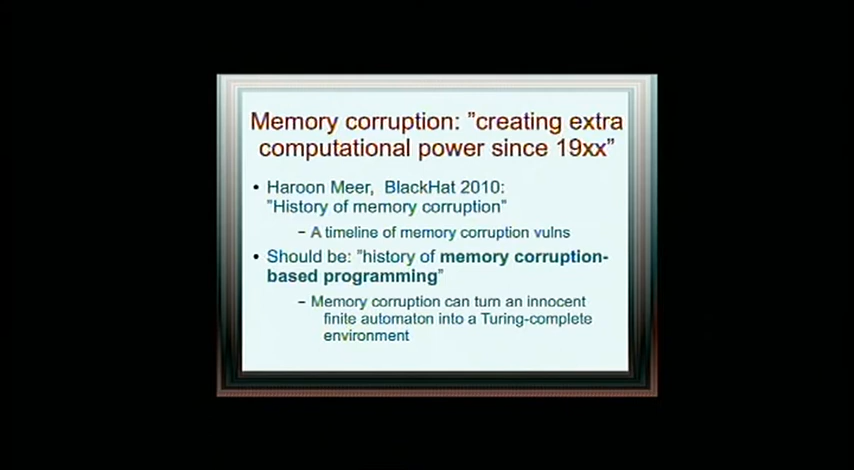 Memory corruption: "creating extra
computational power since 19xx"
• Haroon Meer, BlackHat 2010:
"History of memory corruption"
– A timeline of memory corruption vulns
• Should be: "history of memory corruption-
based programming"
– Memory corruption can turn an innocent
finite automaton into a Turing-complete
environment